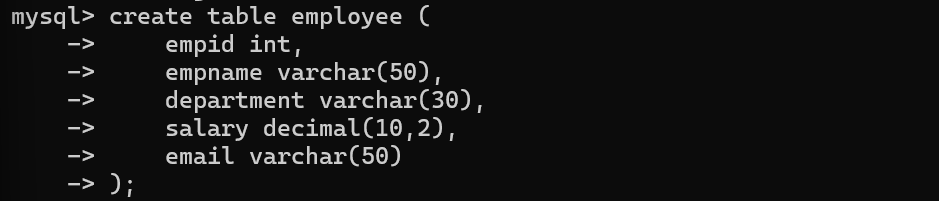 mysql> create table employee (
    ->     empid int,
    ->     empname varchar(50),
    ->     department varchar(30),
    ->     salary decimal(10,2),
    ->     email varchar(50)
    -> );